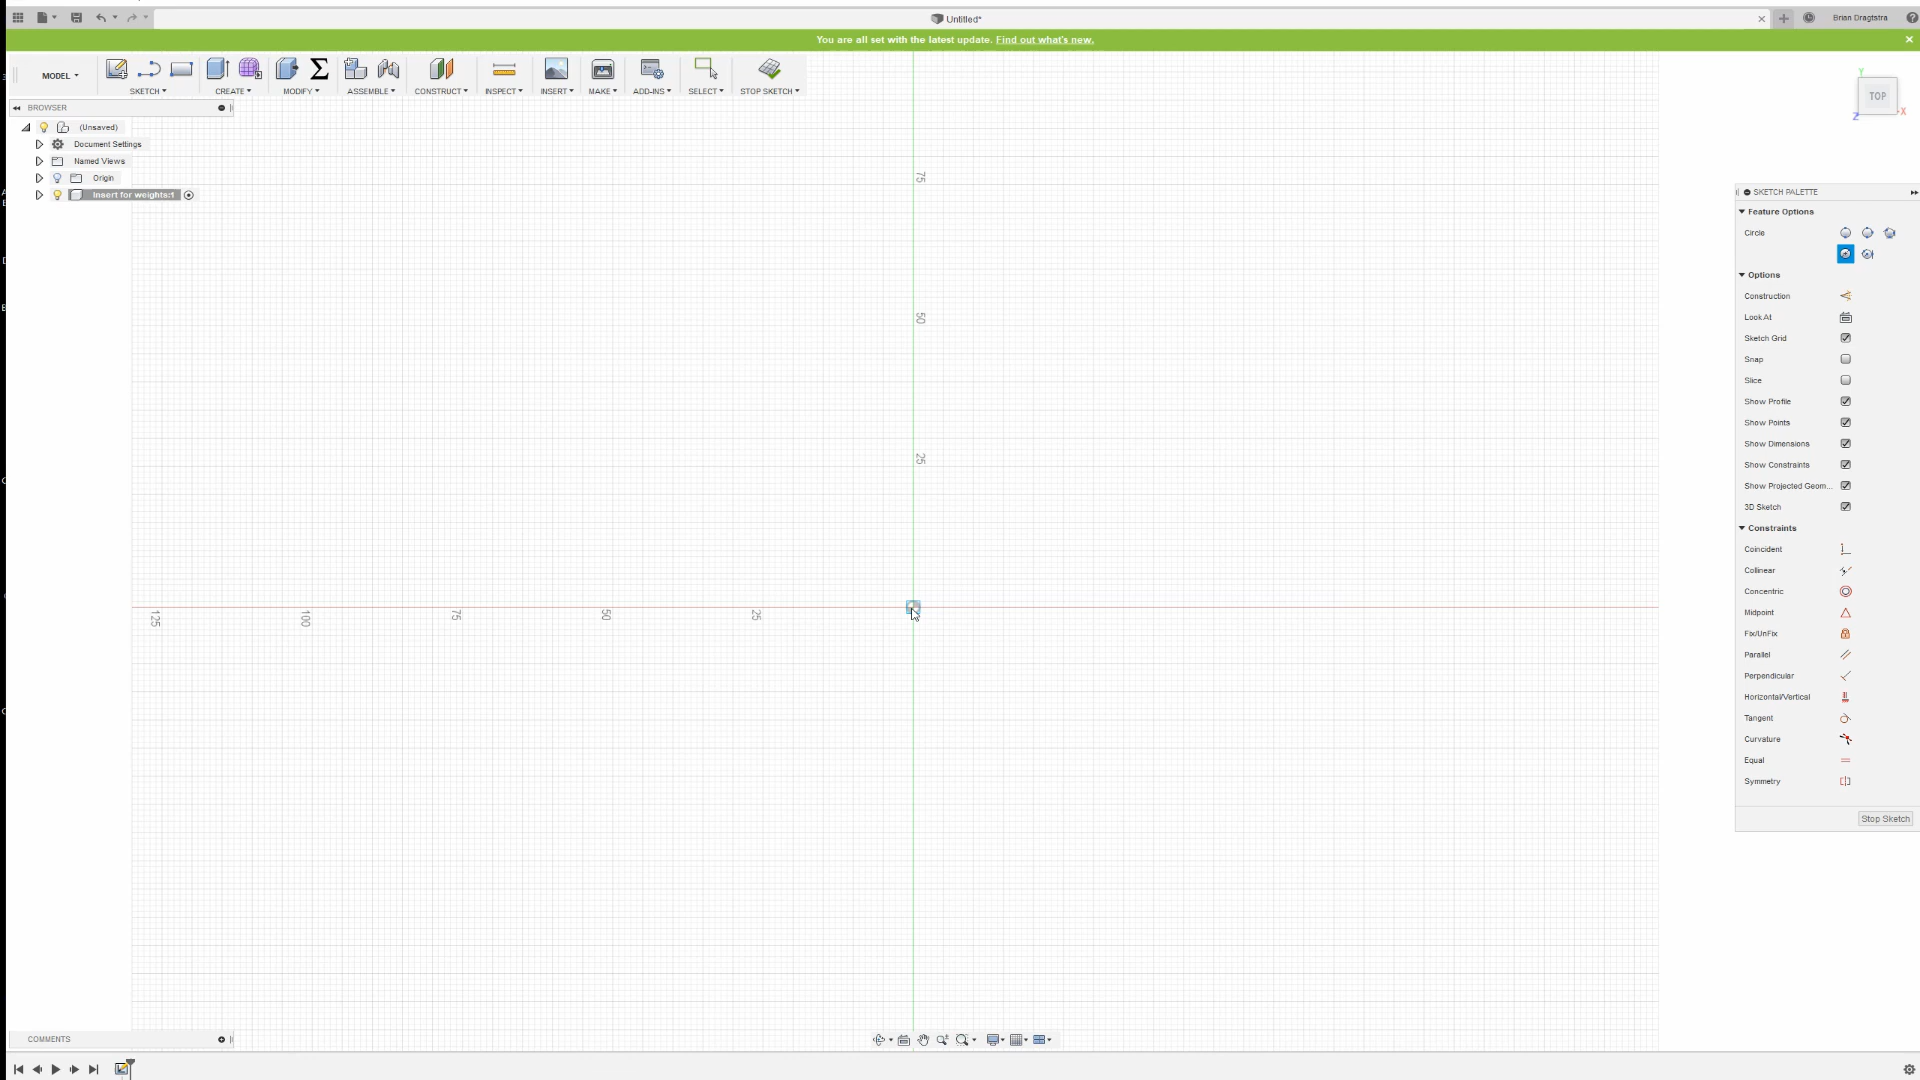 Untitled*
Brian Dragtstra
You are all set with the latest update. Find out what's new.
MODEL
SKETCH
CREATE
MODIFY
ASSEMBLE
CONSTRUCT
INSPECT
INSERT
MAKE
ADD-INS
SELECT
STOP SKETCH
BROWSER
(Unsaved)
Document Settings
Named Views
Origin
Insert for weights:1
Y
TOP
Z
X
75
50
25
125
100
75
50
25
SKETCH PALETTE
Feature Options
Circle
Options
Construction
Look At
Sketch Grid
Snap
Slice
Show Profile
Show Points
Show Dimensions
Show Constraints
Show Projected Geom...
3D Sketch
Constraints
Coincident
Collinear
Concentric
Midpoint
Fix/UnFix
Parallel
Perpendicular
Horizontal/Vertical
Tangent
Curvature
Equal
Symmetry
Stop Sketch
COMMENTS